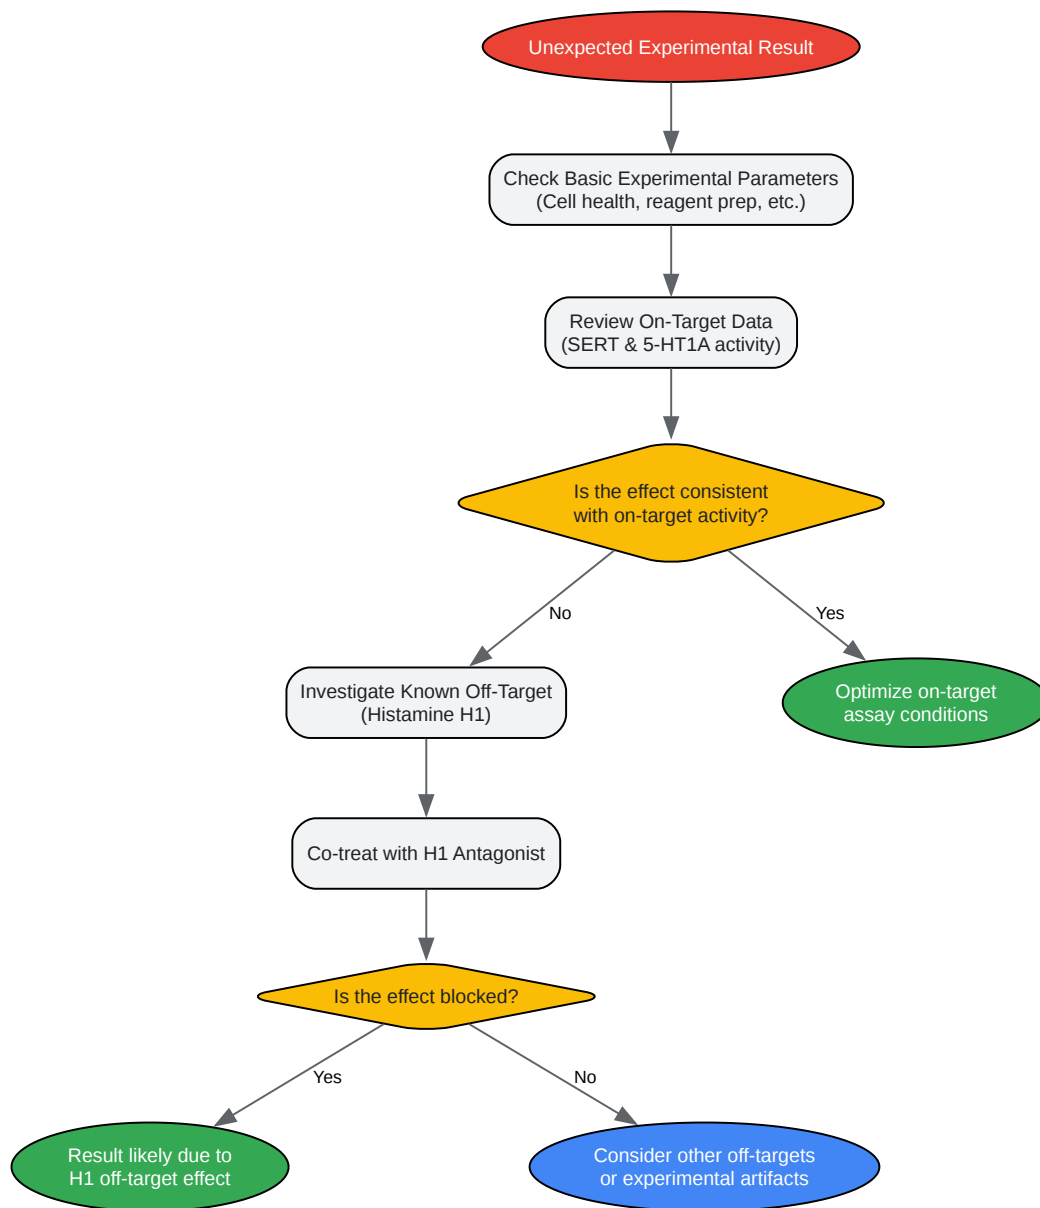 Unexpected Experimental Result
Check Basic Experimental Parameters
(Cell health, reagent prep, etc.)
Review On-Target Data
(SERT & 5-HT1A activity)
Is the effect consistent
with on-target activity?
No
Yes
Investigate Known Off-Target
(Histamine H1)
Optimize on-target
assay conditions
Co-treat with H1 Antagonist
Is the effect blocked?
Yes
No
Result likely due to
H1 off-target effect
Consider other off-targets
or experimental artifacts